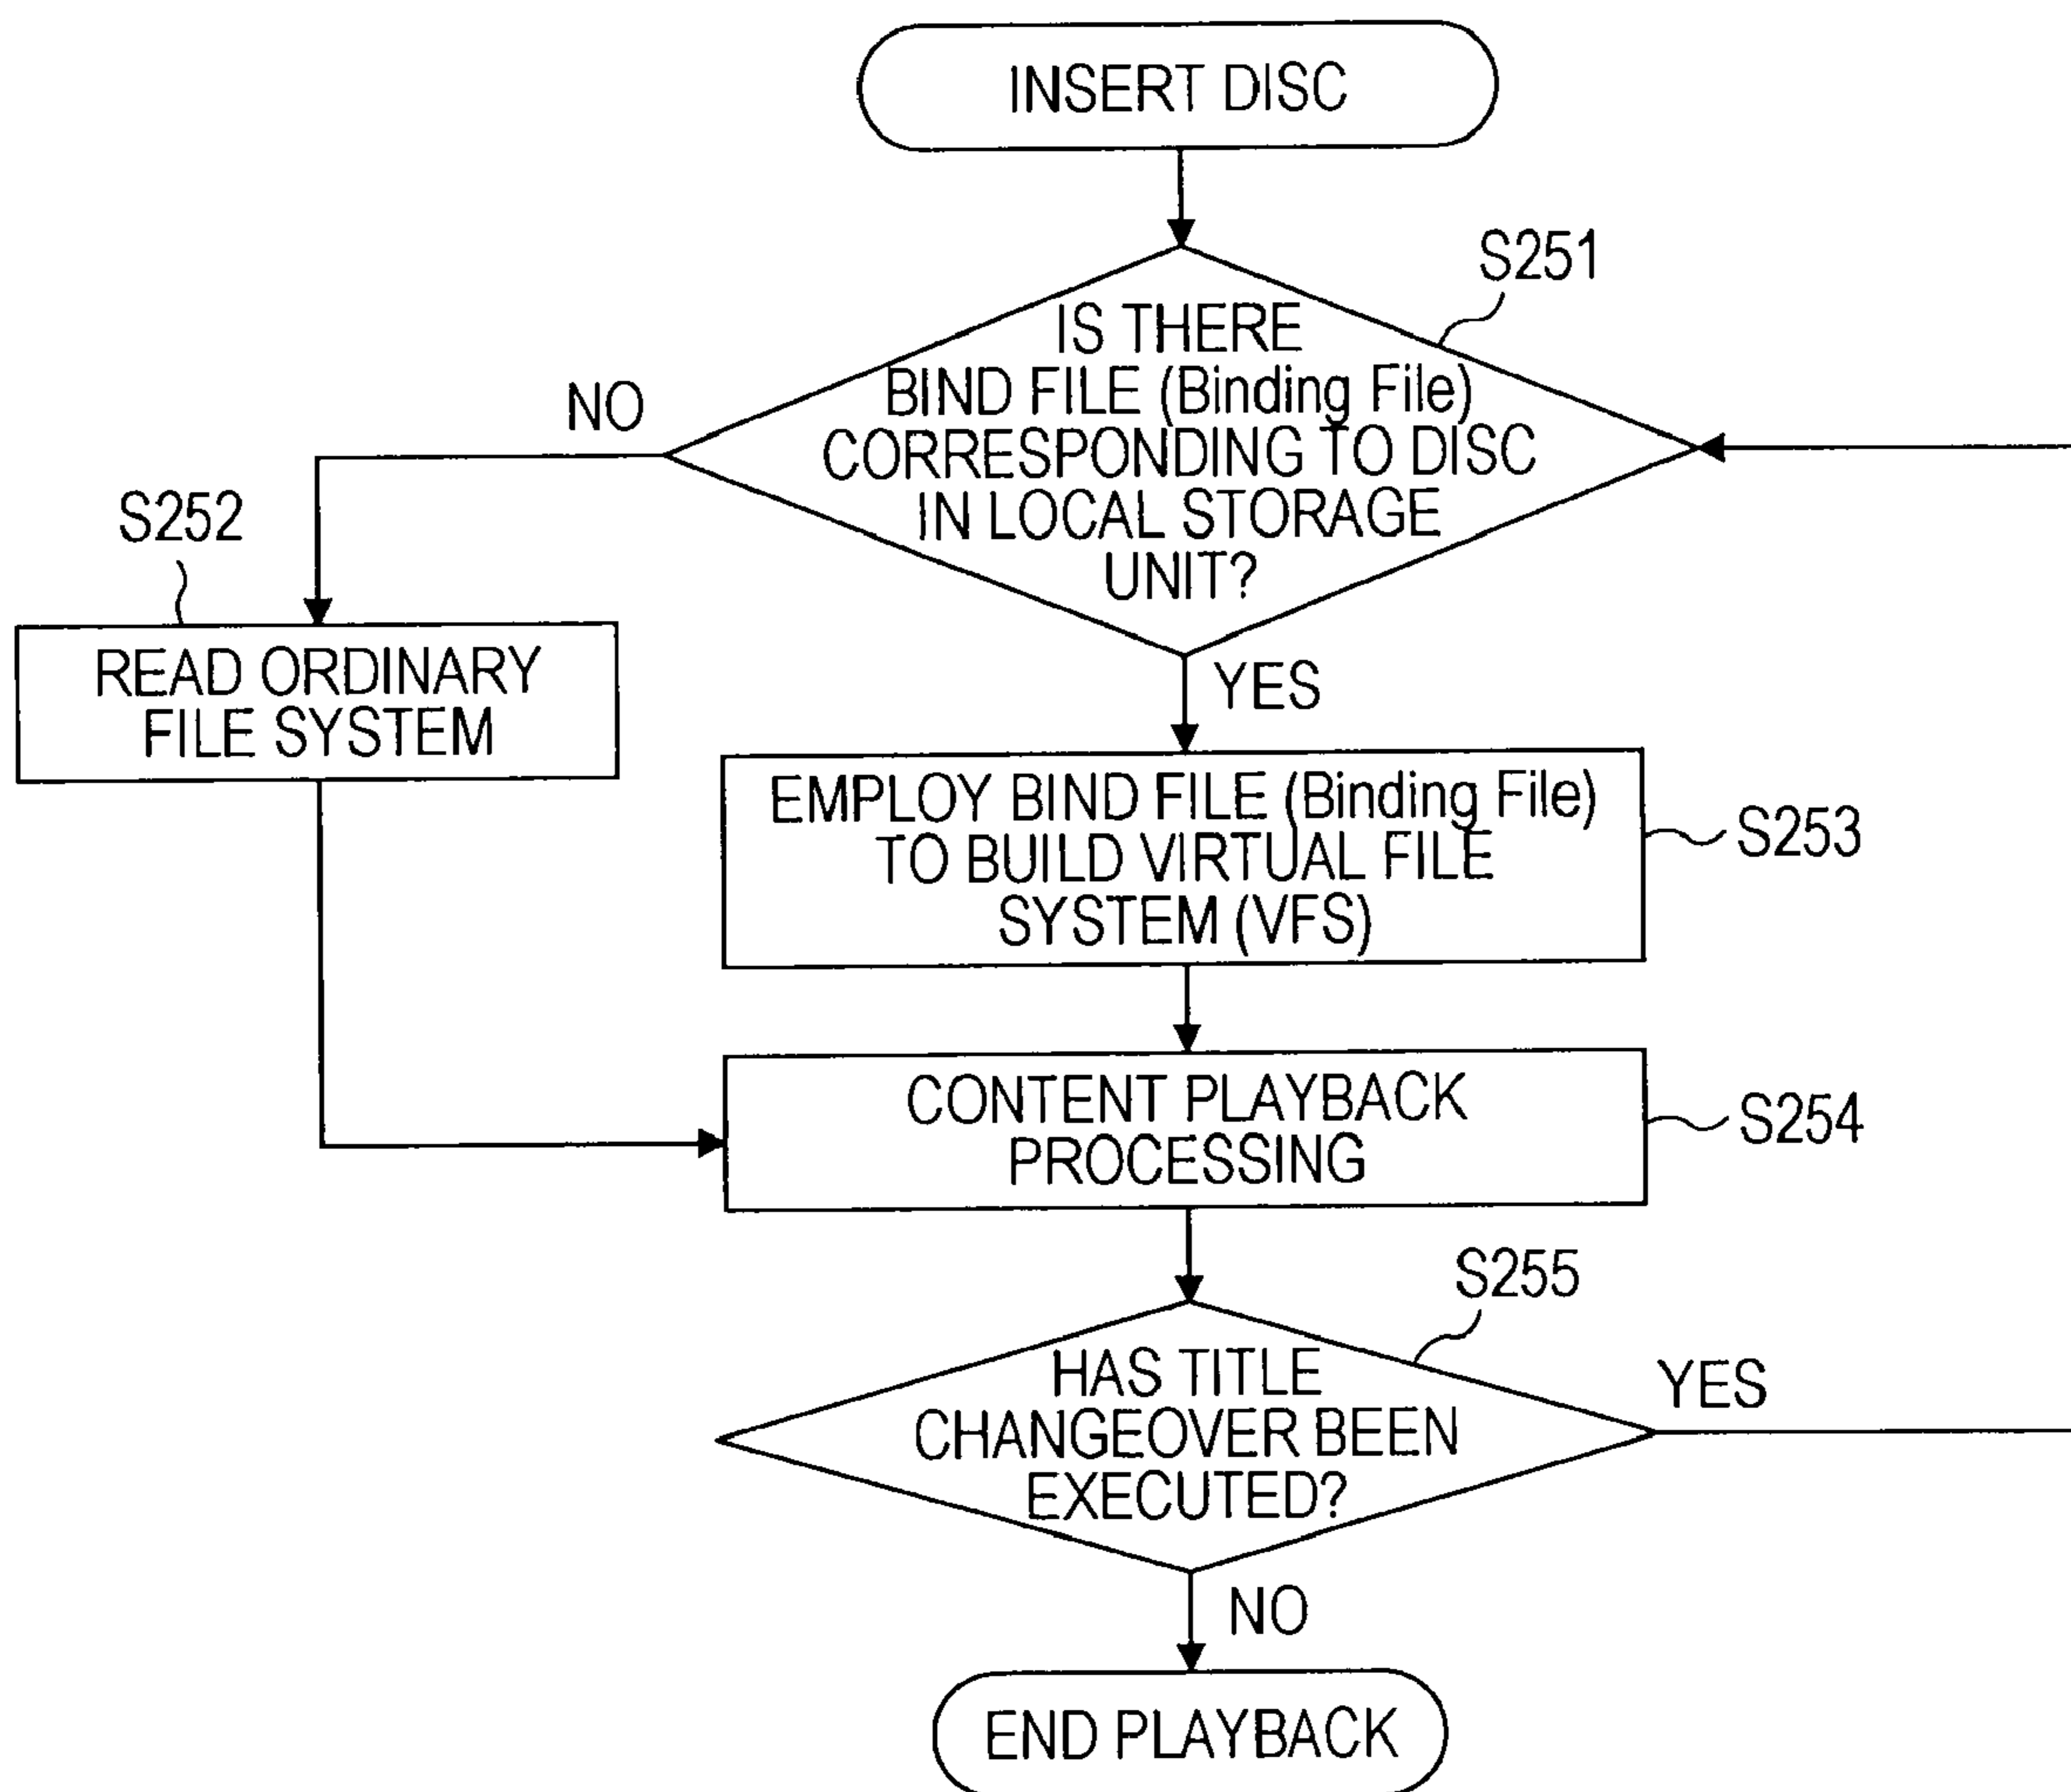 INSERT DISC
S251
IS THERE
BIND FILE (Binding File)
CORRESPONDING TO DISC
IN LOCAL STORAGE
UNIT?
NO
S252
READ ORDINARY
FILE SYSTEM
YES
EMPLOY BIND FILE (Binding File)
TO BUILD VIRTUAL FILE
SYSTEM (VFS)
S253
CONTENT PLAYBACK
PROCESSING
S254
S255
HAS TITLE
CHANGEOVER BEEN
EXECUTED?
YES
NO
END PLAYBACK